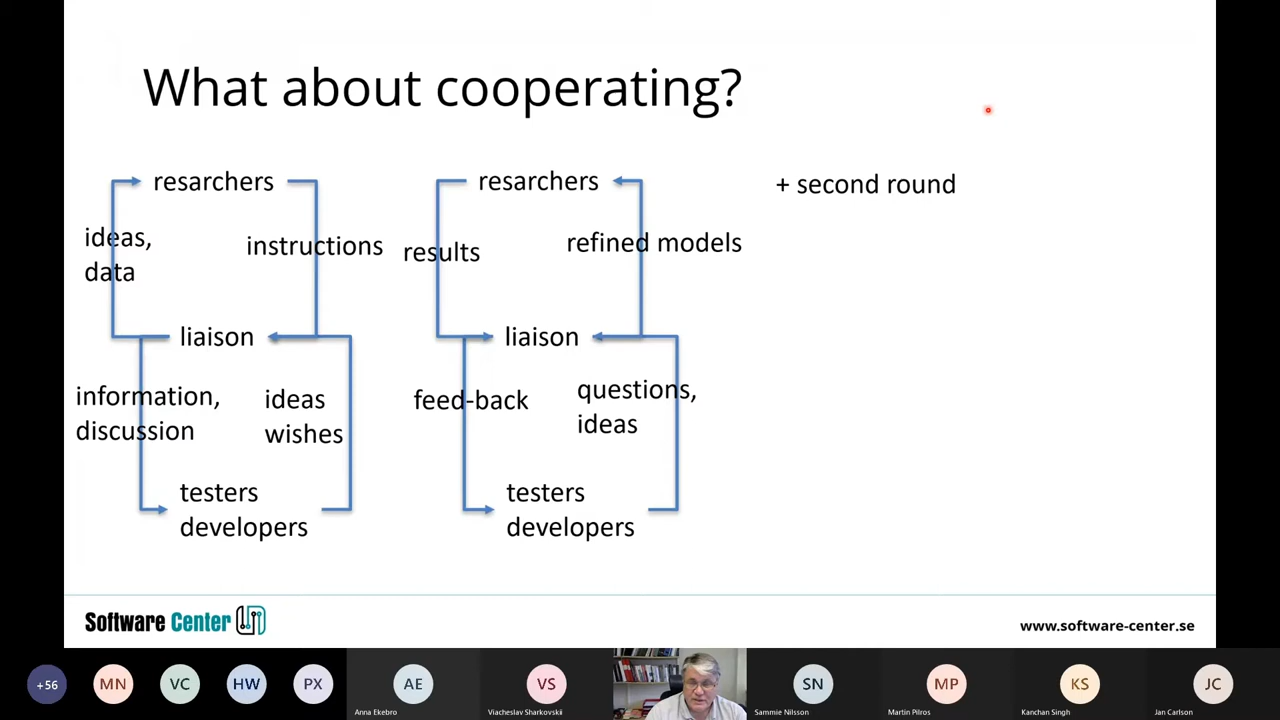 What about cooperating?
resarchers
ideas,
data
instructions
liaison
information,
discussion
ideas
wishes
testers
developers
resarchers
results
refined models
liaison
feed-back
questions,
ideas
testers
developers
+ second round
Software Center
www.software-center.se
+56
MN
VC
HW
PX
AE
Anna Ekebro
VS
Viacheslav Sharkovskii
SN
Sammie Nilsson
MP
Martin Pilros
KS
Kanchan Singh
JC
Jan Carlson